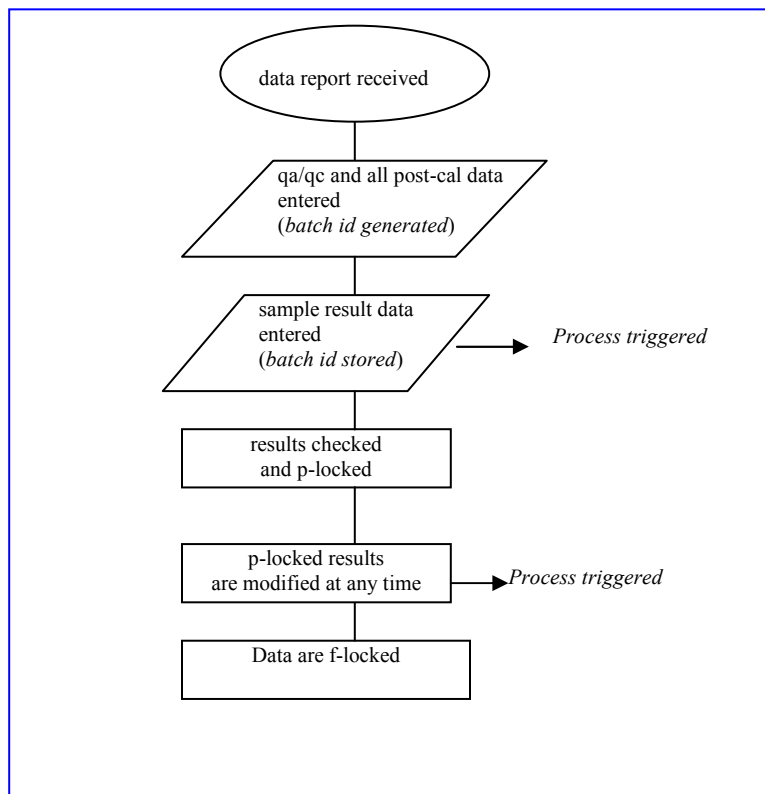 data report received
qa/qc and all post-cal data
entered
(batch id generated)
sample result data
entered
(batch id stored)
Process triggered
results checked
and p-locked
p-locked results
are modified at any time
Process triggered
Data are f-locked